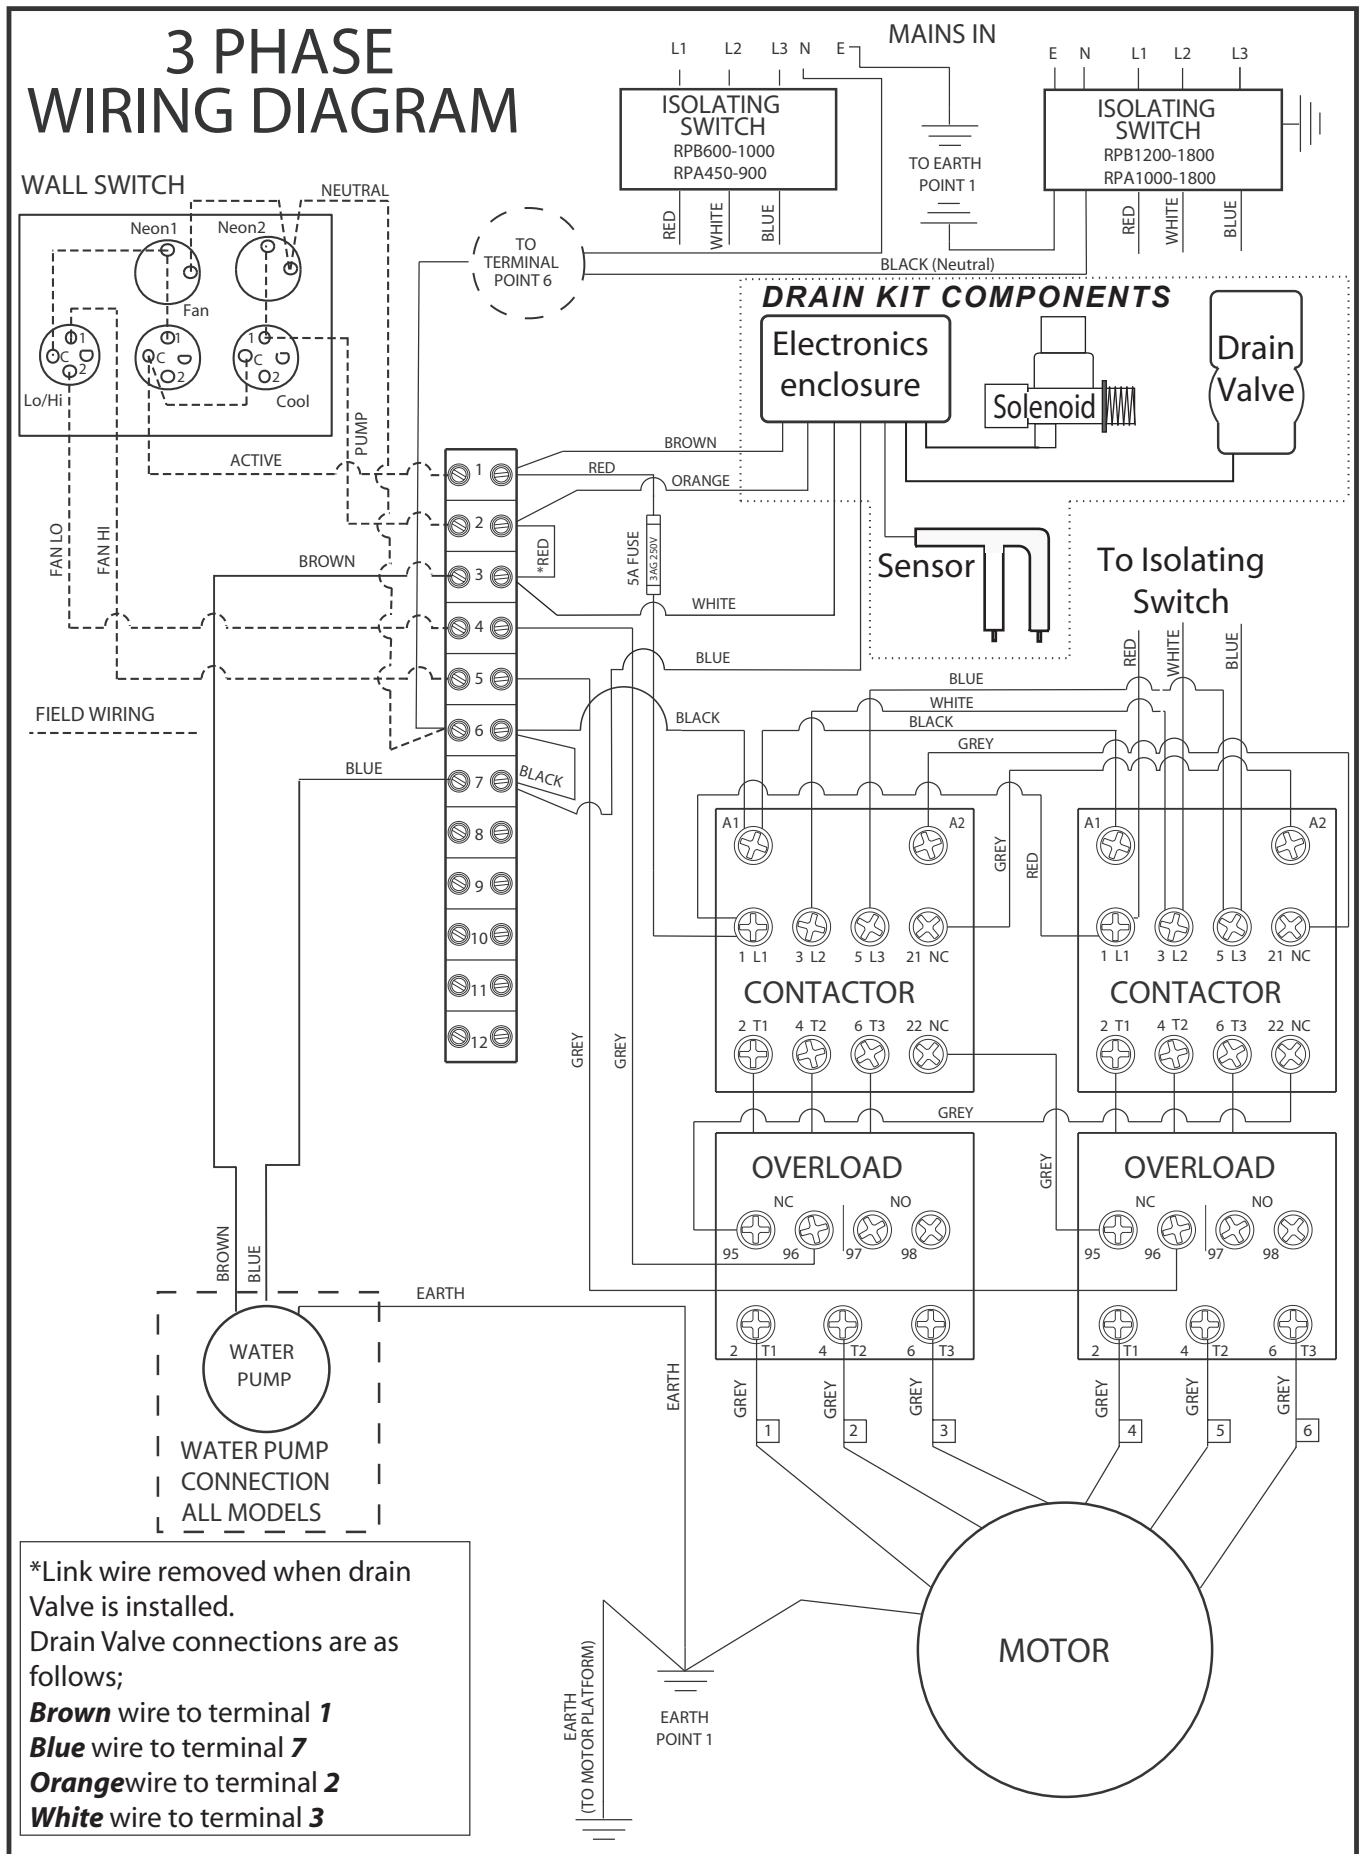 3 PHASE
WIRING DIAGRAM
MAINS IN
L1 L2 L3 N E
ISOLATING
SWITCH
RPB600-1000
RPA450-900
RED
WHITE
BLUE
TO EARTH
POINT 1
E N L1 L2 L3
ISOLATING
SWITCH
RPB1200-1800
RPA1000-1800
RED
WHITE
BLUE
BLACK (Neutral)
TO
TERMINAL
POINT 6
WALL SWITCH
NEUTRAL
Neon1
Neon2
Fan
1
C
2
Lo/Hi
1
C
2
1
C
2
Cool
PUMP
ACTIVE
FAN LO
FAN HI
FIELD WIRING
DRAIN KIT COMPONENTS
Electronics
enclosure
Solenoid
Drain
Valve
Sensor
BROWN
RED
ORANGE
*RED
5A FUSE
3AG 250V
BROWN
WHITE
BLUE
BLACK
BLACK
BLUE
1
2
3
4
5
6
7
8
9
10
11
12
To Isolating
Switch
RED
WHITE
BLUE
BLUE
WHITE
BLACK
GREY
GREY
RED
A1 A2
1 L1 3 L2 5 L3 21 NC
CONTACTOR
2 T1 4 T2 6 T3 22 NC
A1 A2
1 L1 3 L2 5 L3 21 NC
CONTACTOR
2 T1 4 T2 6 T3 22 NC
GREY
GREY
GREY
GREY
OVERLOAD
NC NO
95 96 97 98
2 T1 4 T2 6 T3
OVERLOAD
NC NO
95 96 97 98
2 T1 4 T2 6 T3
GREY
GREY
GREY
GREY
GREY
GREY
1 2 3 4 5 6
MOTOR
BROWN
BLUE
EARTH
WATER
PUMP
WATER PUMP
CONNECTION
ALL MODELS
EARTH
EARTH
(TO MOTOR PLATFORM)
EARTH
POINT 1
*Link wire removed when drain
Valve is installed.
Drain Valve connections are as
follows;
Brown wire to terminal 1
Blue wire to terminal 7
Orangewire to terminal 2
White wire to terminal 3